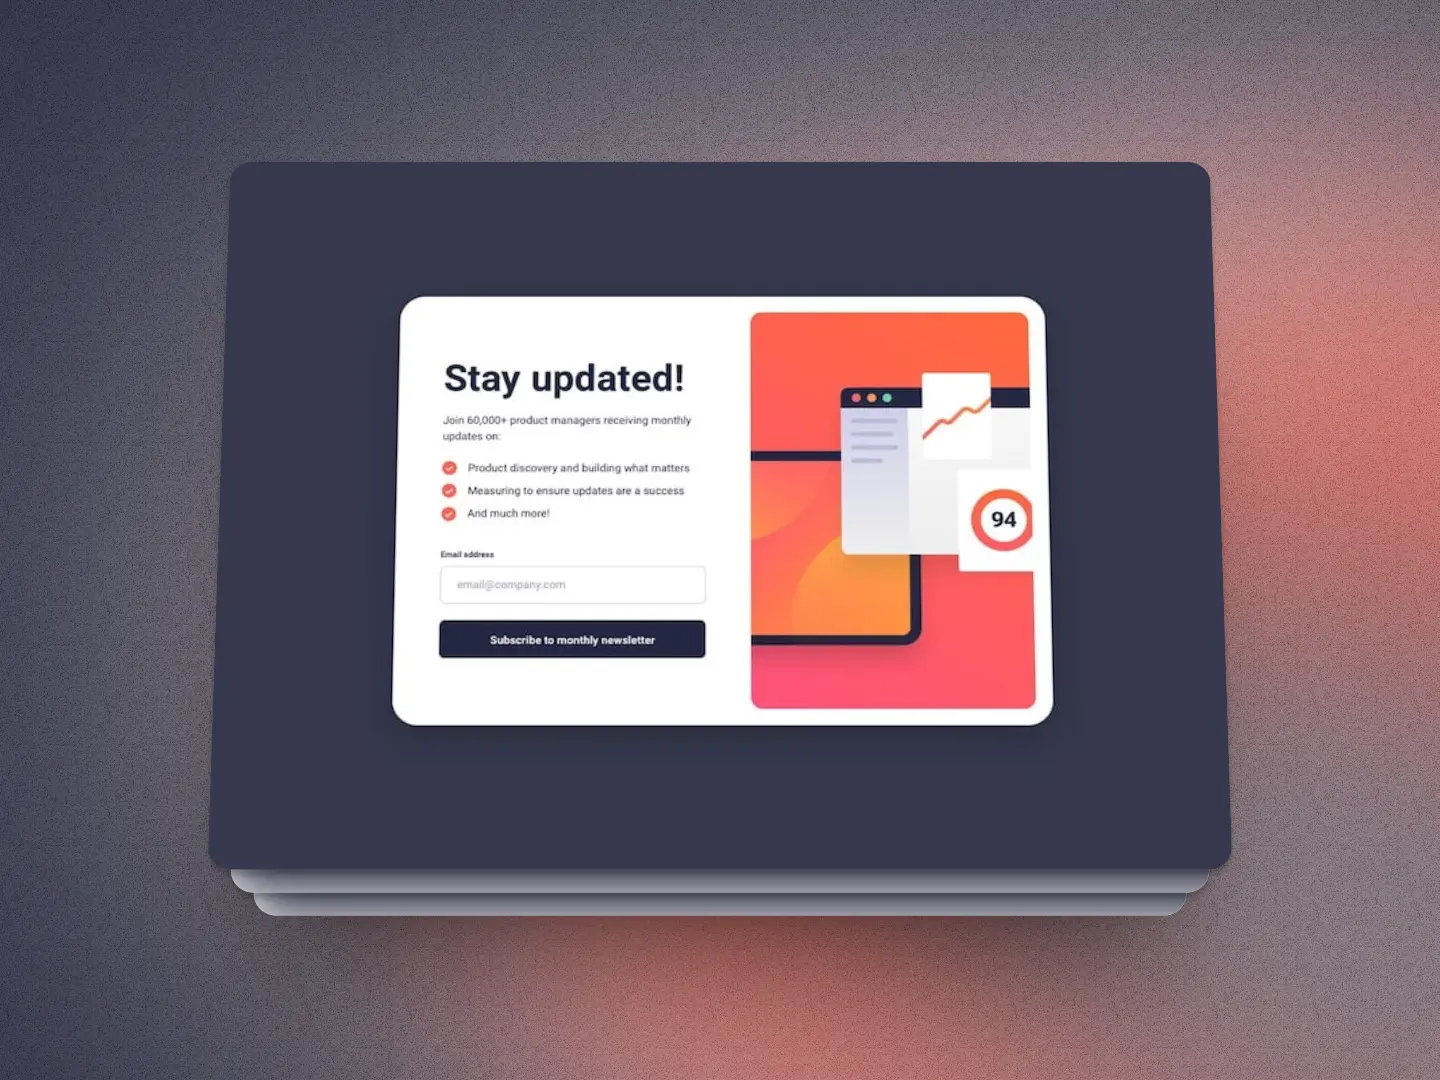 Stay updated!
Join 60,000+ product managers receiving monthly
updates on:
Product discovery and building what matters
Measuring to ensure updates are a success
And much more!
Email address
email@company.com
Subscribe to monthly newsletter
94